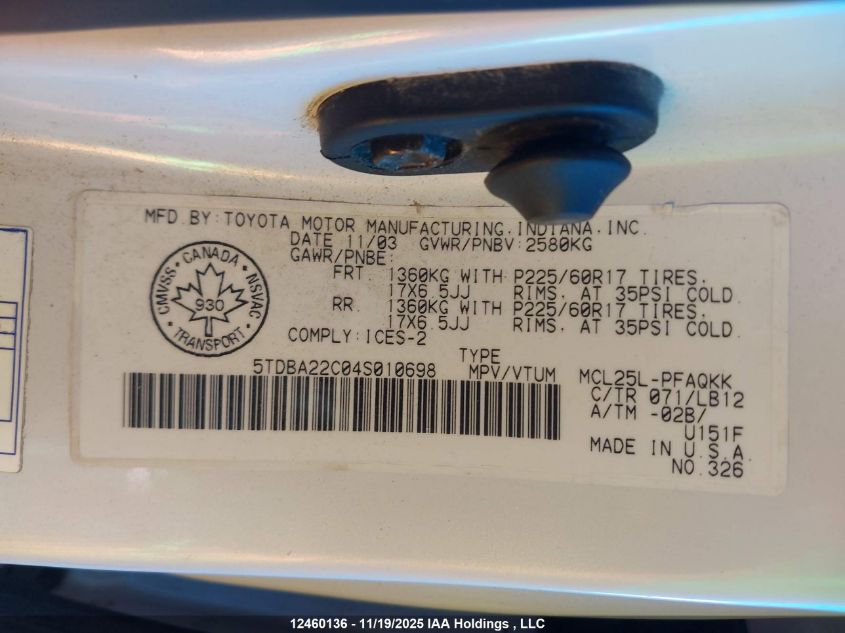 MFD. BY: TOYOTA MOTOR MANUFACTURING, INDIANA, INC.
DATE 11/03 GVWR/PNBV: 2580KG
GAWR/PNBE:
FRT 1360KG WITH P225/60R17 TIRES,
17X6.5JJ RIMS, AT 35PSI COLD.
RR 1360KG WITH P225/60R17 TIRES,
17X6.5JJ RIMS, AT 35PSI COLD.
COMPLY: ICES-2
CMVSS · CANADA · NSVAC
930
· TRANSPORT ·
TYPE
5TDBA22C04S010698 MPV/VTUM MCL25L-PFAQKK
C/TR 071/LB12
A/TM -02B/
U151F
MADE IN U.S.A.
NO.326
12460136 - 11/19/2025 IAA Holdings , LLC